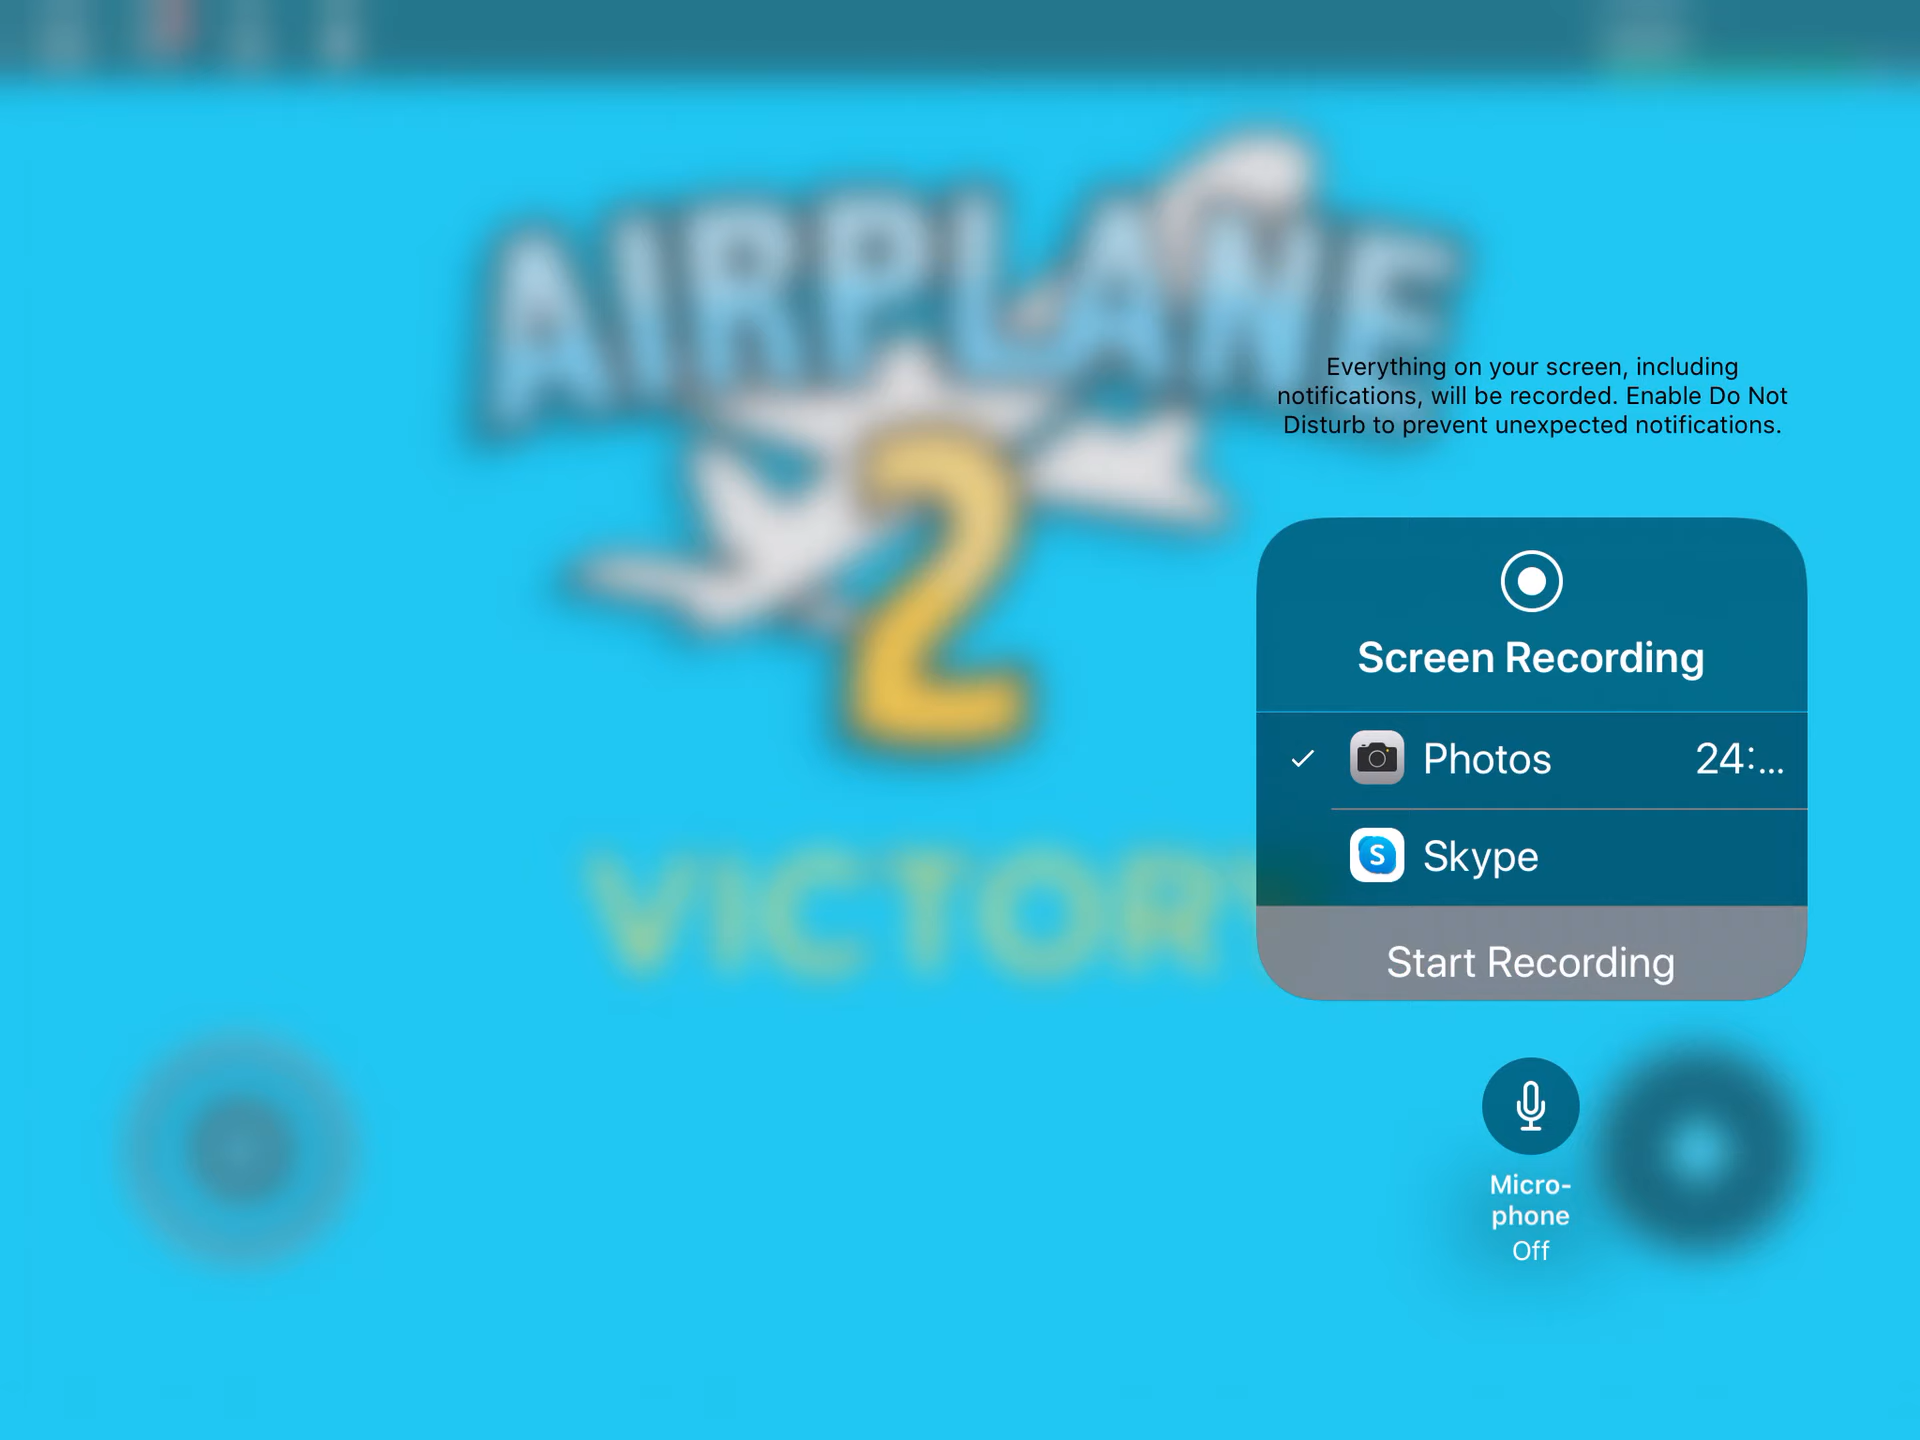 AIRPLANE
2
VICTORY
Everything on your screen, including
notifications, will be recorded. Enable Do Not
Disturb to prevent unexpected notifications.
Screen Recording
Photos 24:...
Skype
Start Recording
Micro-
phone
Off